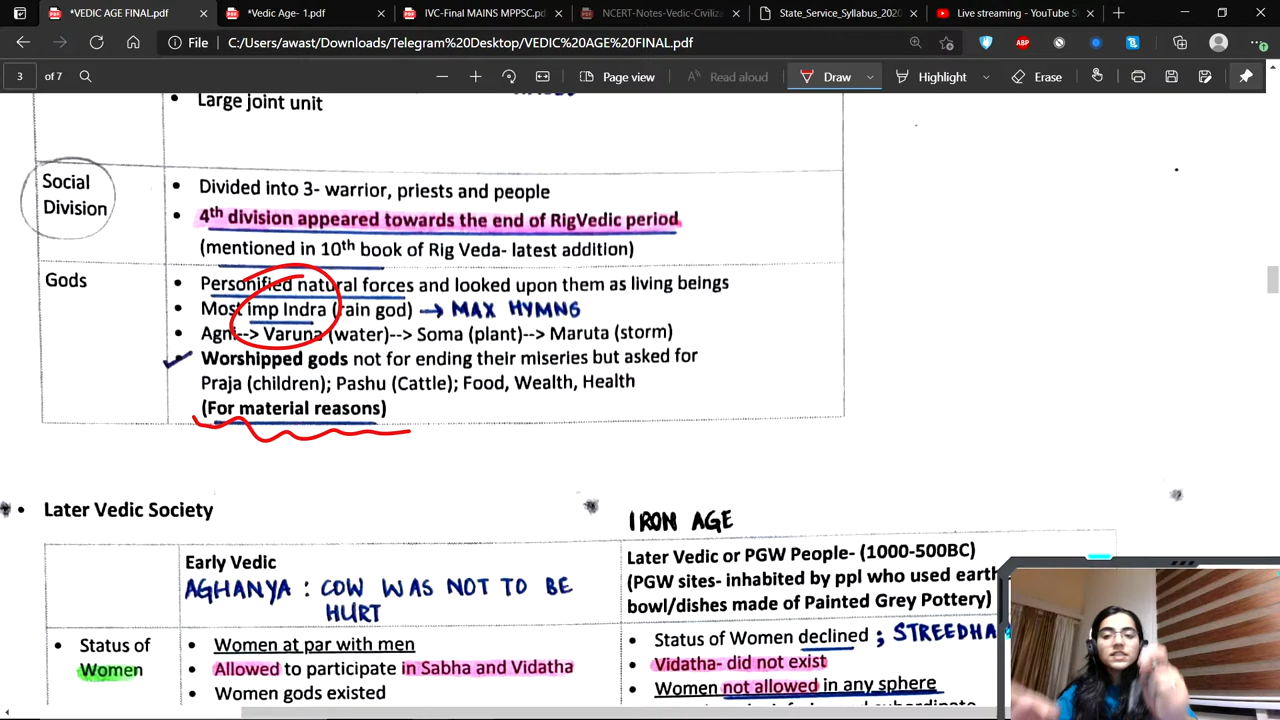 *VEDIC AGE FINAL.pdf
*Vedic Age- 1.pdf
IVC-Final MAINS MPPSC.pd
NCERT-Notes-Vedic-Civiliz
State_Service_syllabus_2020
Live streaming - YouTube S
File
C:/Users/awast/Downloads/Telegram%20Desktop/VEDIC%20AGE%20FINAL.pdf
ABP
3 of 7
Page view
Read aloud
Draw
Highlight
Erase
• Large joint unit
Social
Division
• Divided into 3- warrior, priests and people
• 4th division appeared towards the end of RigVedic period
(mentioned in 10th book of Rig Veda- latest addition)
Gods
• Personified natural forces and looked upon them as living beings
• Most imp Indra (rain god) → MAX HYMNS
• Agni--> Varuna (water)--> Soma (plant)--> Maruta (storm)
• Worshipped gods not for ending their miseries but asked for
Praja (children); Pashu (Cattle); Food, Wealth, Health
(For material reasons)
• Later Vedic Society
IRON AGE
Early Vedic
AGHANYA : COW WAS NOT TO BE
HURT
Later Vedic or PGW People- (1000-500BC)
(PGW sites- inhabited by ppl who used earth
bowl/dishes made of Painted Grey Pottery)
• Status of
Women
• Women at par with men
• Allowed to participate in Sabha and Vidatha
• Women gods existed
• Status of Women declined ; STREEDHA
• Vidatha- did not exist
• Women not allowed in any sphere